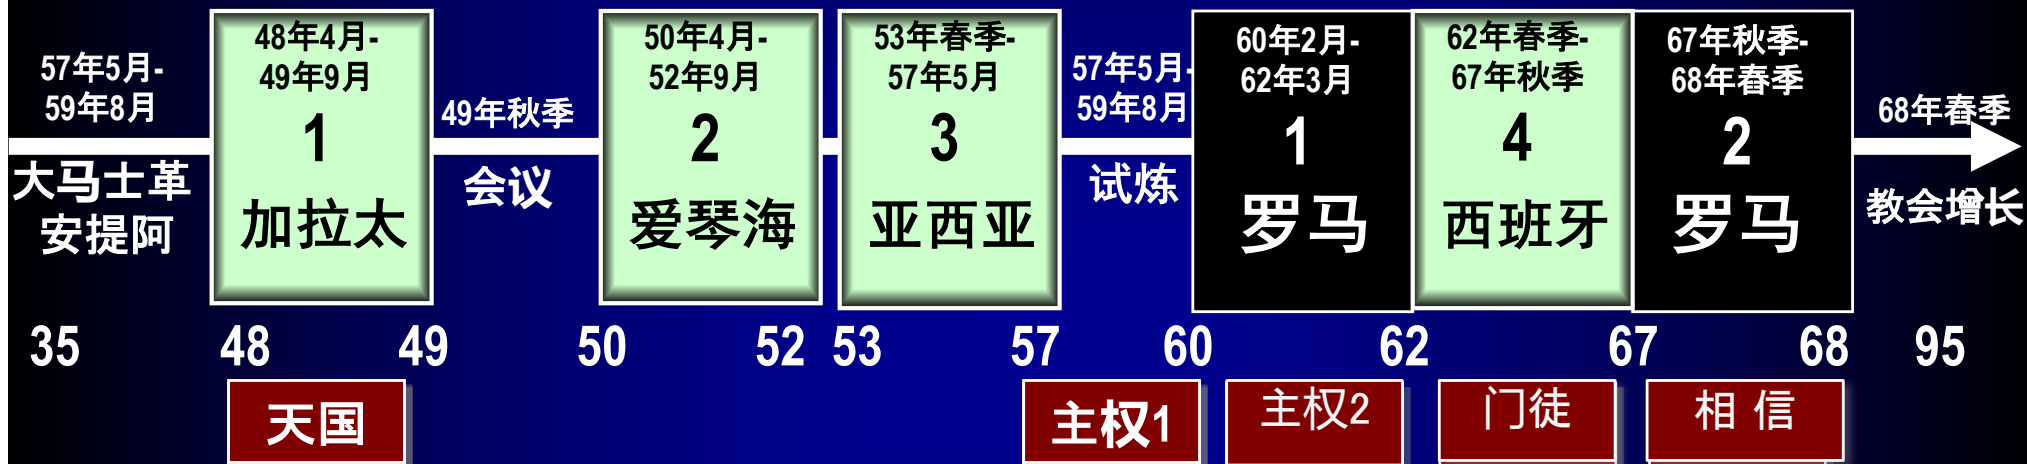 57年5月-
59年8月
大马士革
安提阿
48年4月-
49年9月
1
加拉太
49年秋季
会议
50年4月-
52年9月
2
爱琴海
53年春季-
57年5月
3
亚西亚
57年5月-
59年8月
试炼
60年2月-
62年3月
1
罗马
62年春季-
67年秋季
4
西班牙
67年秋季-
68年春季
2
罗马
68年春季
教会增长
35 48 49 50 52 53 57 60 62 67 68 95
天国
主权1
主权2
门徒
相 信